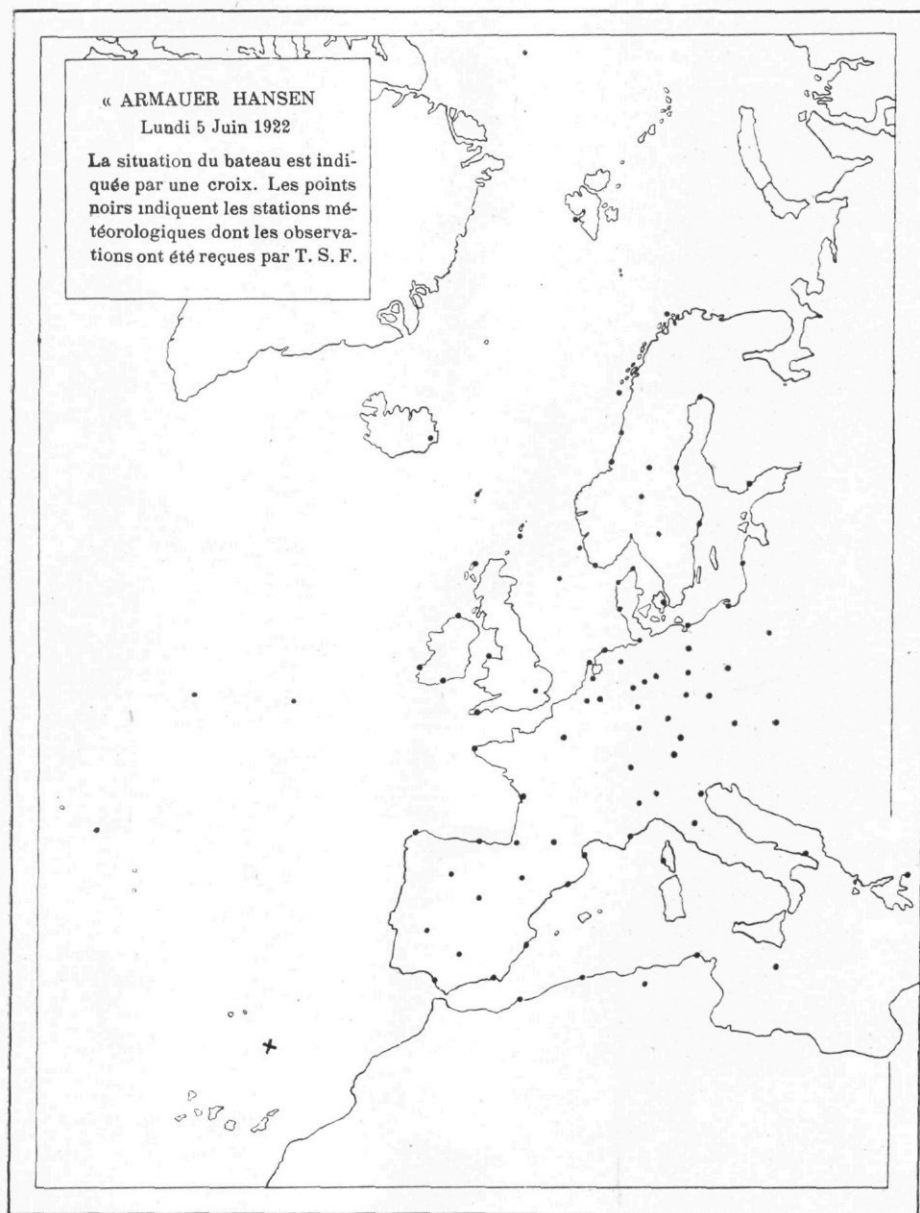 « ARMAUER HANSEN
Lundi 5 Juin 1922
La situation du bateau est indi-
quée par une croix. Les points
noirs indiquent les stations mé-
téorologiques dont les observa-
tions ont été reçues par T. S. F.